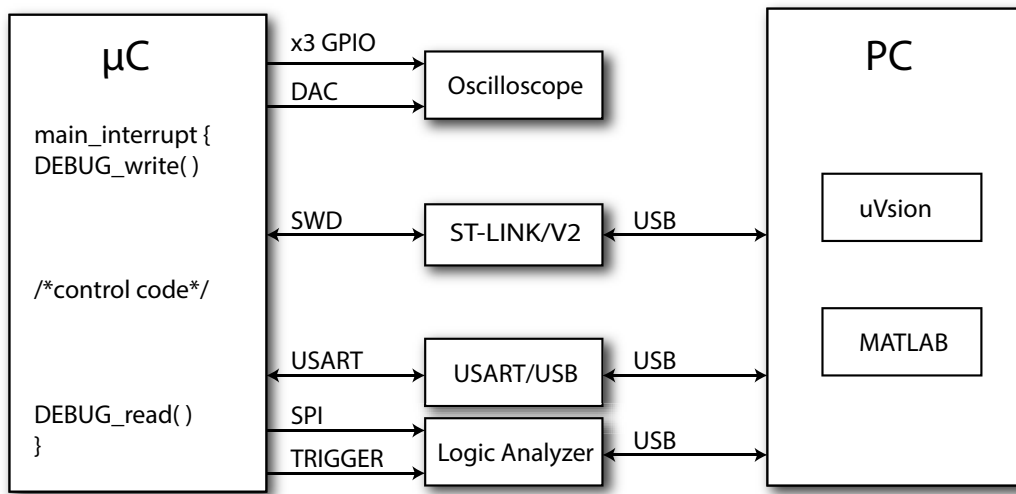 µC
main_interrupt {
DEBUG_write( )
/*control code*/
DEBUG_read( )
}
x3 GPIO
DAC
Oscilloscope
SWD
ST-LINK/V2
USB
USART
USART/USB
USB
SPI
TRIGGER
Logic Analyzer
USB
PC
uVsion
MATLAB